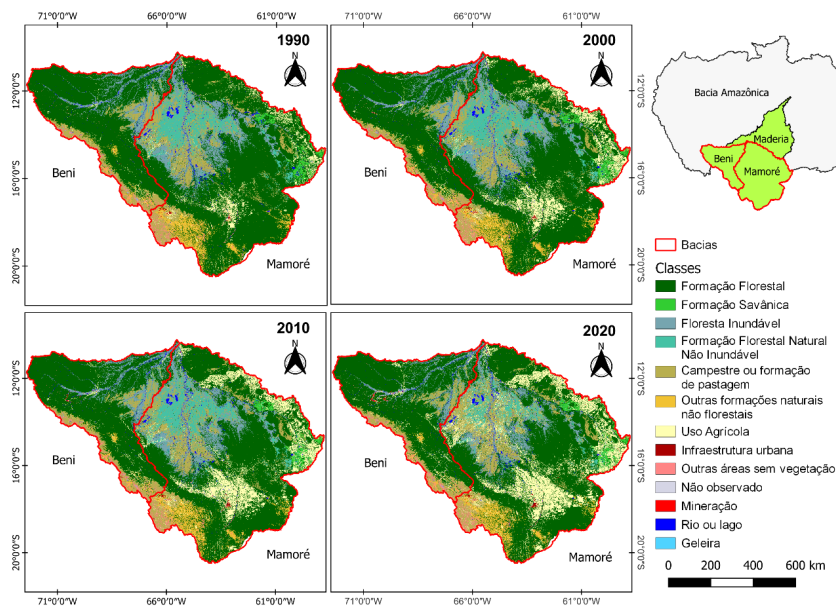 71°0'0"W 66°0'0"W 61°0'0"W
71°0'0"W 66°0'0"W 61°0'0"W
1990
N
12°0'0"S
16°0'0"S
20°0'0"S
Beni
Mamoré
2000
N
12°0'0"S
16°0'0"S
20°0'0"S
Beni
Mamoré
2010
N
12°0'0"S
16°0'0"S
20°0'0"S
Beni
Mamoré
71°0'0"W 66°0'0"W 61°0'0"W
2020
N
12°0'0"S
16°0'0"S
20°0'0"S
Beni
Mamoré
71°0'0"W 66°0'0"W 61°0'0"W
Bacia Amazônica
Maderia
Beni
Mamoré
Bacias
Classes
Formação Florestal
Formação Savânica
Floresta Inundável
Formação Florestal Natural
Não Inundável
Campestre ou formação
de pastagem
Outras formações naturais
não florestais
Uso Agrícola
Infraestrutura urbana
Outras áreas sem vegetação
Não observado
Mineração
Rio ou lago
Geleira
0 200 400 600 km